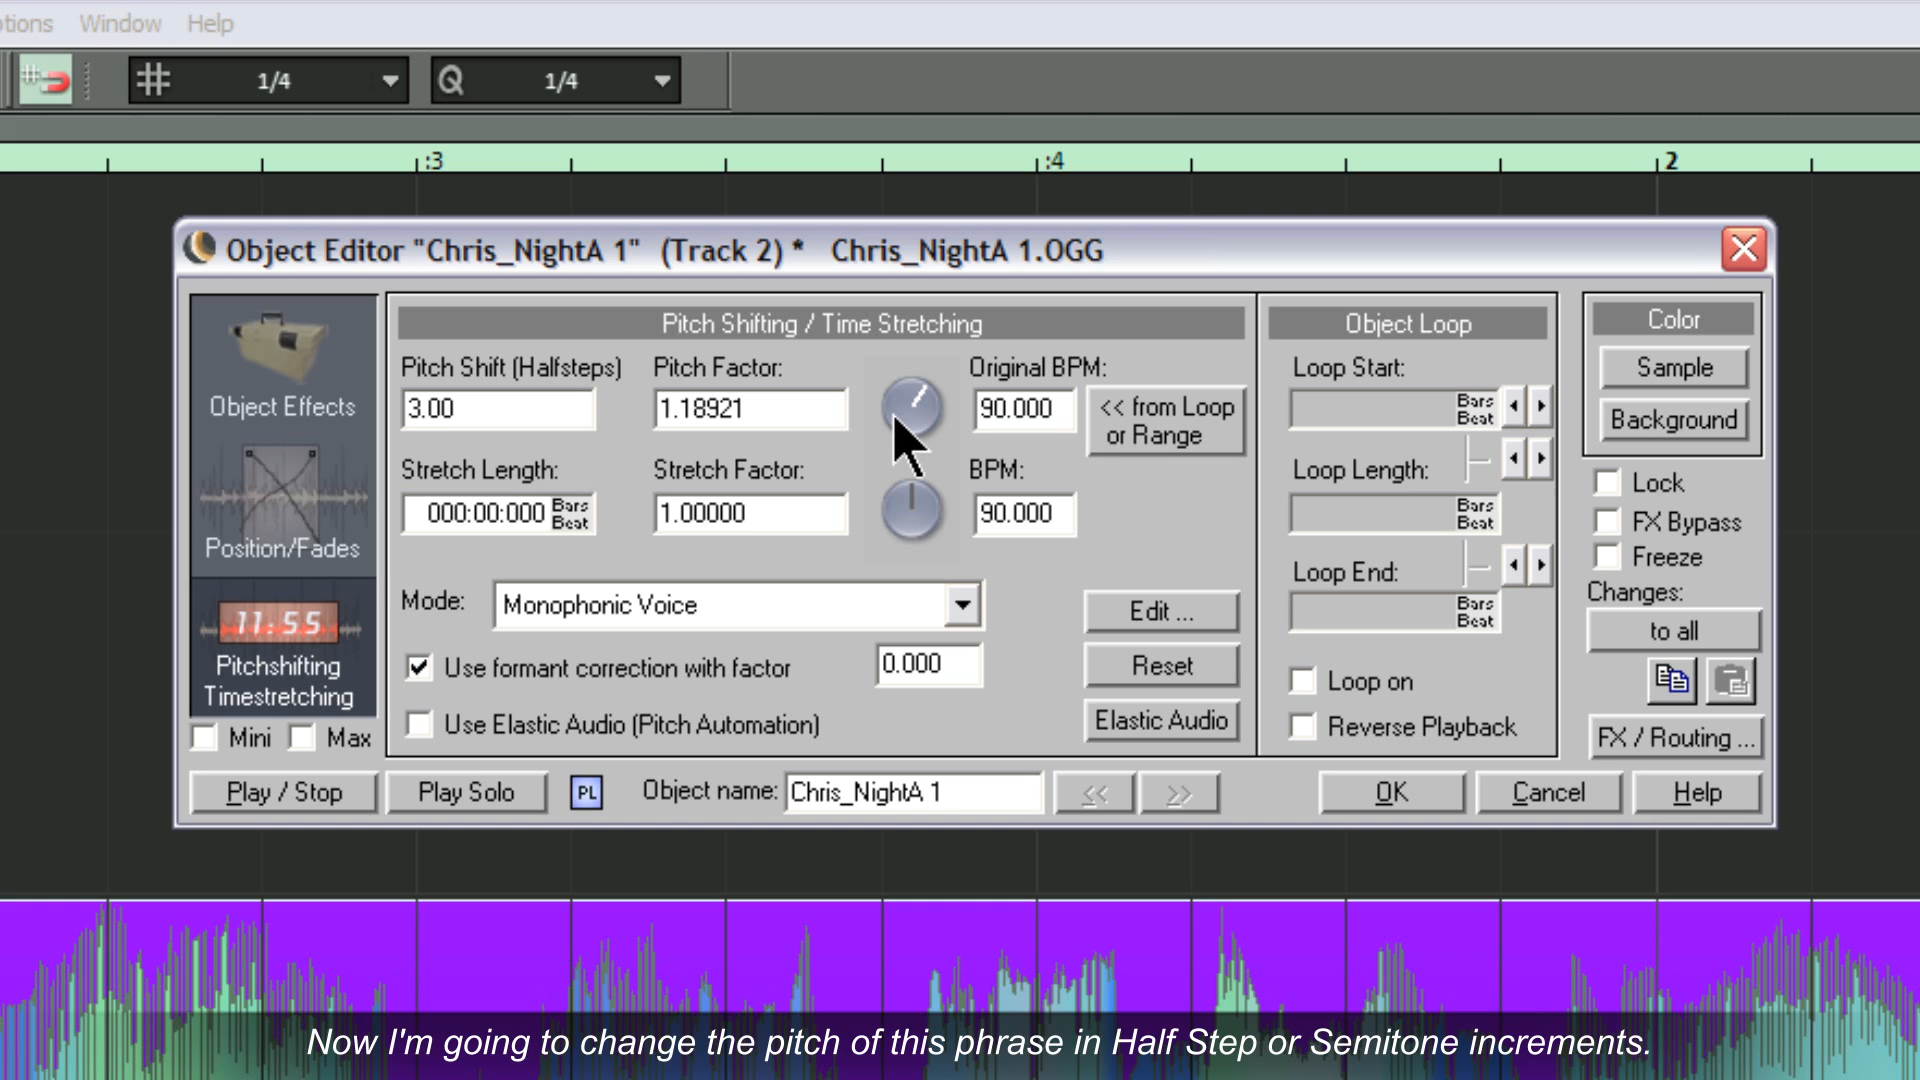 tions Window Help
1/4 Q 1/4
:3 :4 2
Object Editor "Chris_NightA 1" (Track 2) * Chris_NightA 1.OGG
Object Effects
Position/Fades
11:55
Pitchshifting
Timestretching
Mini Max
Pitch Shifting / Time Stretching
Pitch Shift (Halfsteps) Pitch Factor: Original BPM:
3.00 1.18921 90.000 << from Loop
or Range
Stretch Length: Stretch Factor: BPM:
000:00:000 Bars
Beat
1.00000 90.000
Mode: Monophonic Voice Edit ...
Use formant correction with factor 0.000 Reset
Use Elastic Audio (Pitch Automation) Elastic Audio
Object Loop
Loop Start:
Bars
Beat
Loop Length:
Bars
Beat
Loop End:
Bars
Beat
Loop on
Reverse Playback
Color
Sample
Background
Lock
FX Bypass
Freeze
Changes:
to all
FX / Routing ...
Play / Stop Play Solo PL Object name: Chris_NightA 1 << >> OK Cancel Help
Now I'm going to change the pitch of this phrase in Half Step or Semitone increments.